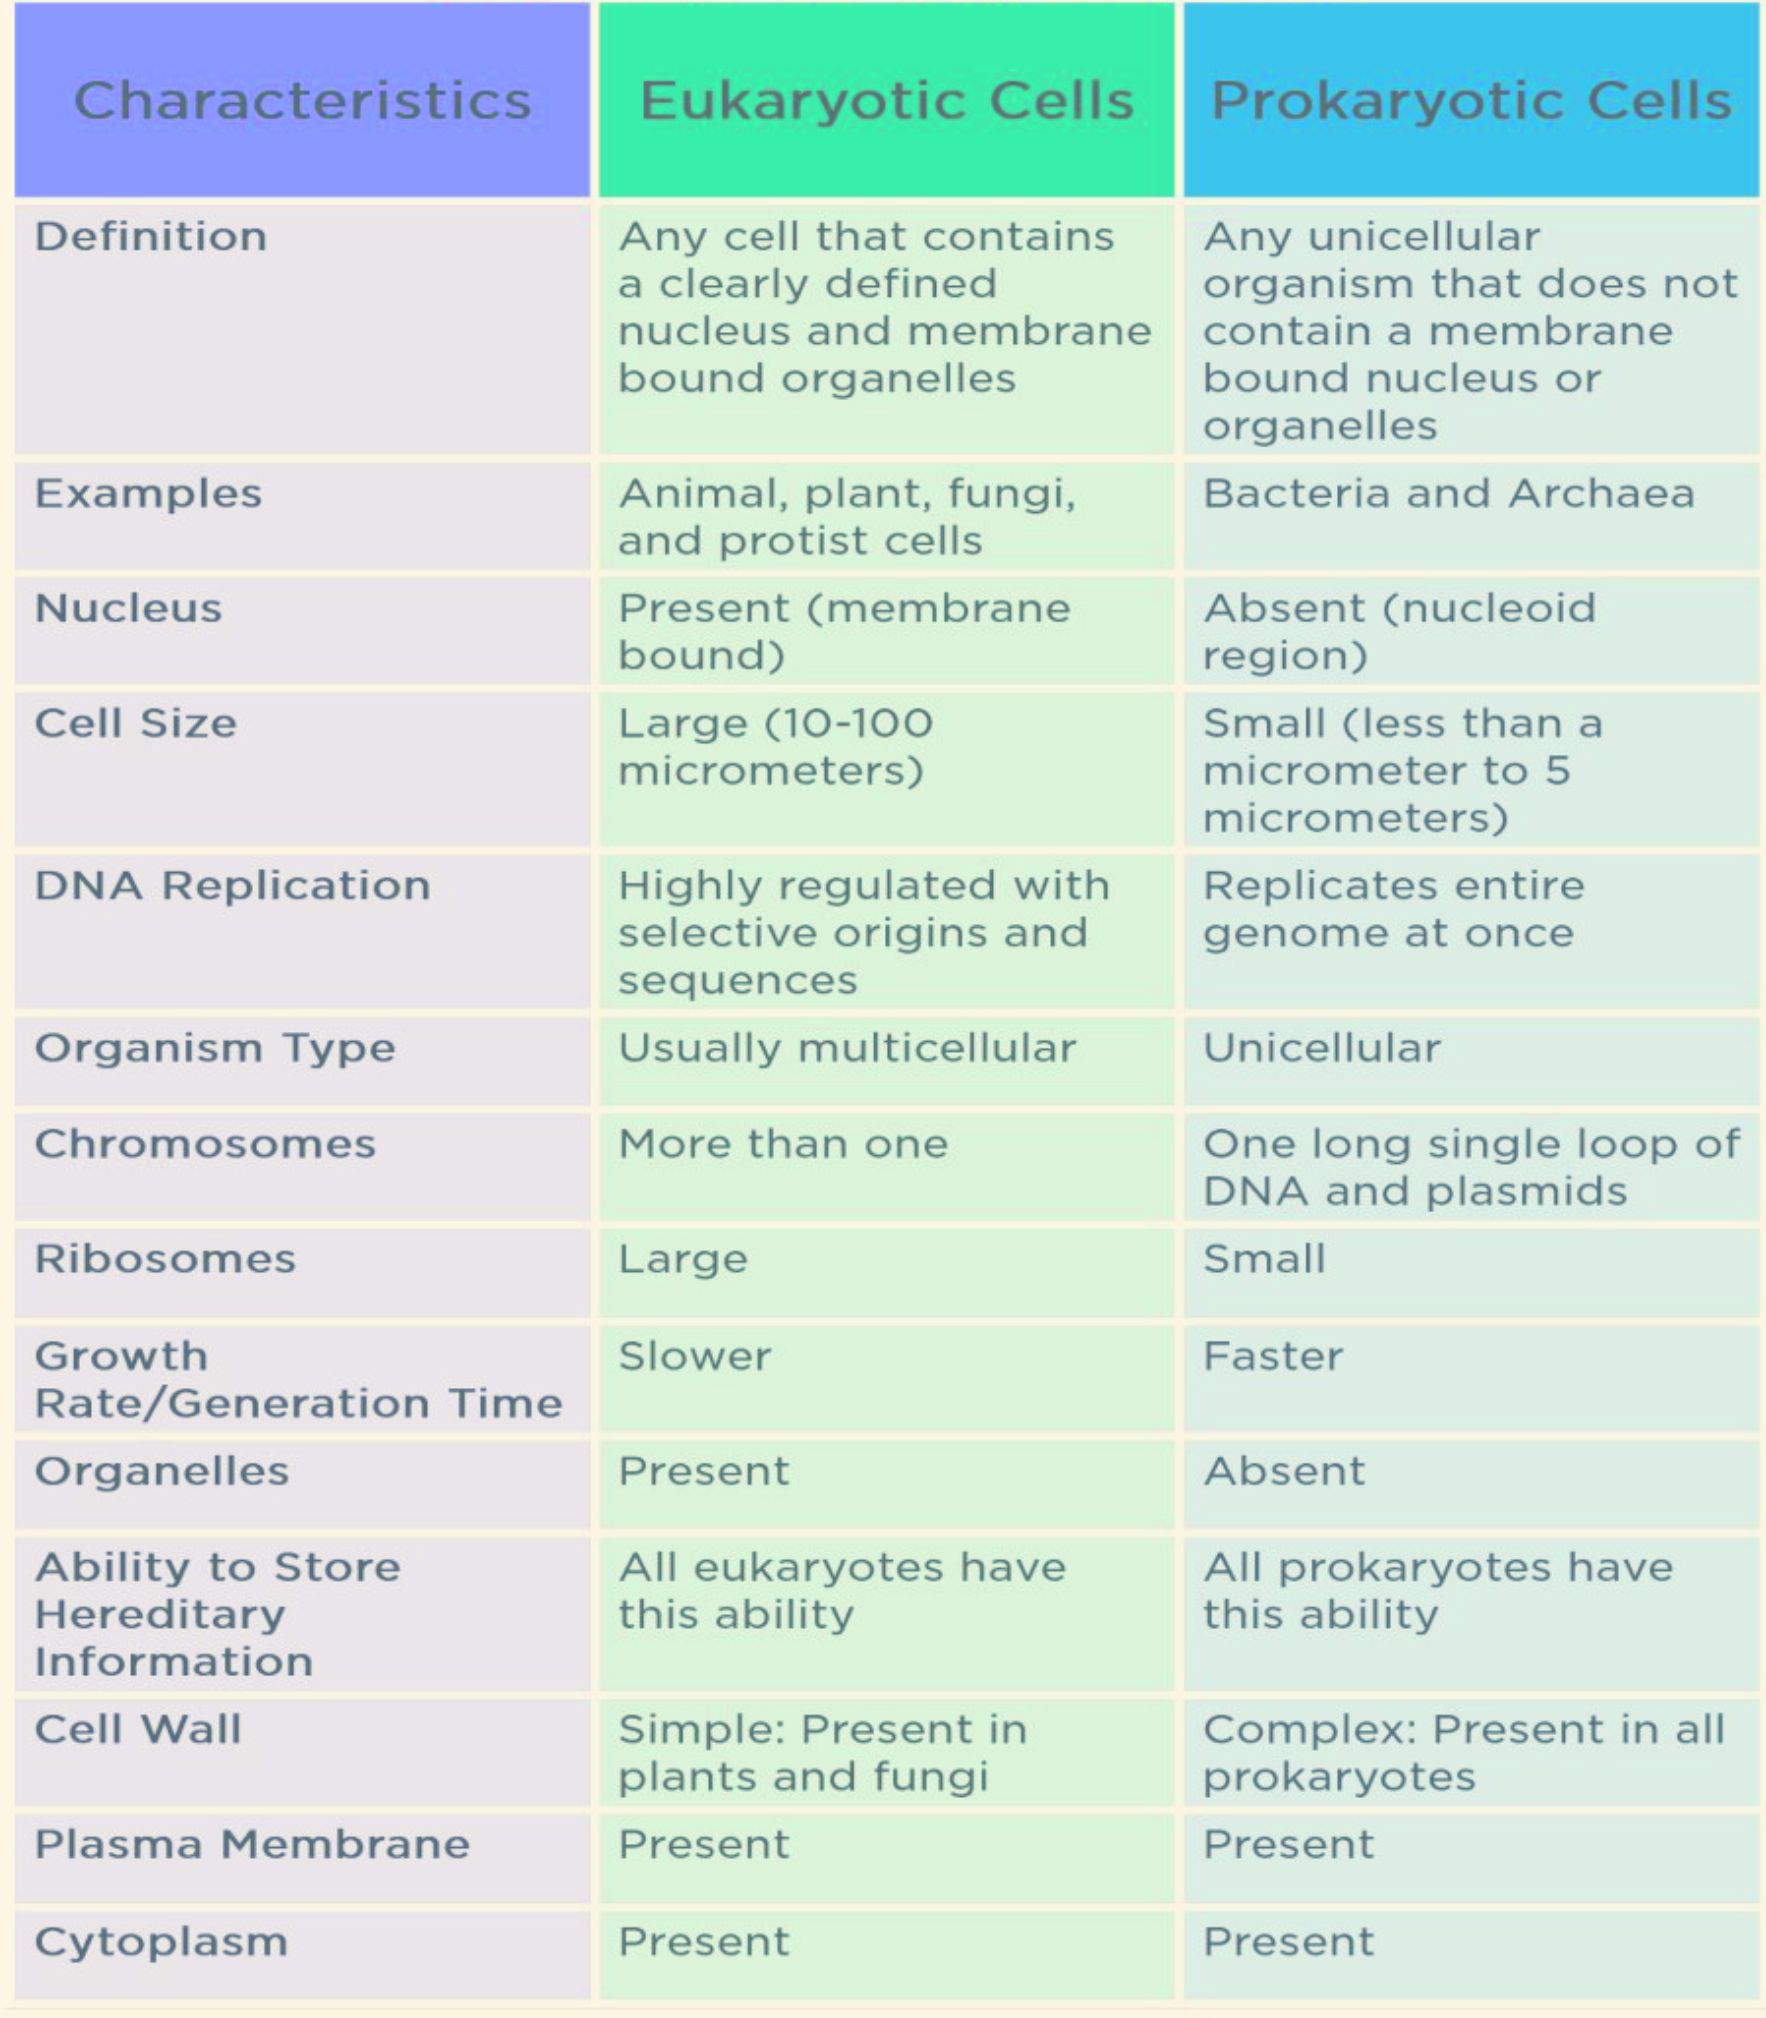 Characteristics
Eukaryotic Cells
Prokaryotic Cells
Definition
Any cell that contains
a clearly defined
nucleus and membrane
bound organelles
Any unicellular
organism that does not
contain a membrane
bound nucleus or
organelles
Examples
Animal, plant, fungi,
and protist cells
Bacteria and Archaea
Nucleus
Present (membrane
bound)
Absent (nucleoid
region)
Cell Size
Large (10-100
micrometers)
Small (less than a
micrometer to 5
micrometers)
DNA Replication
Highly regulated with
selective origins and
sequences
Replicates entire
genome at once
Organism Type
Usually multicellular
Unicellular
Chromosomes
More than one
One long single loop of
DNA and plasmids
Ribosomes
Large
Small
Growth
Rate/Generation Time
Slower
Faster
Organelles
Present
Absent
Ability to Store
Hereditary
Information
All eukaryotes have
this ability
All prokaryotes have
this ability
Cell Wall
Simple: Present in
plants and fungi
Complex: Present in all
prokaryotes
Plasma Membrane
Present
Present
Cytoplasm
Present
Present